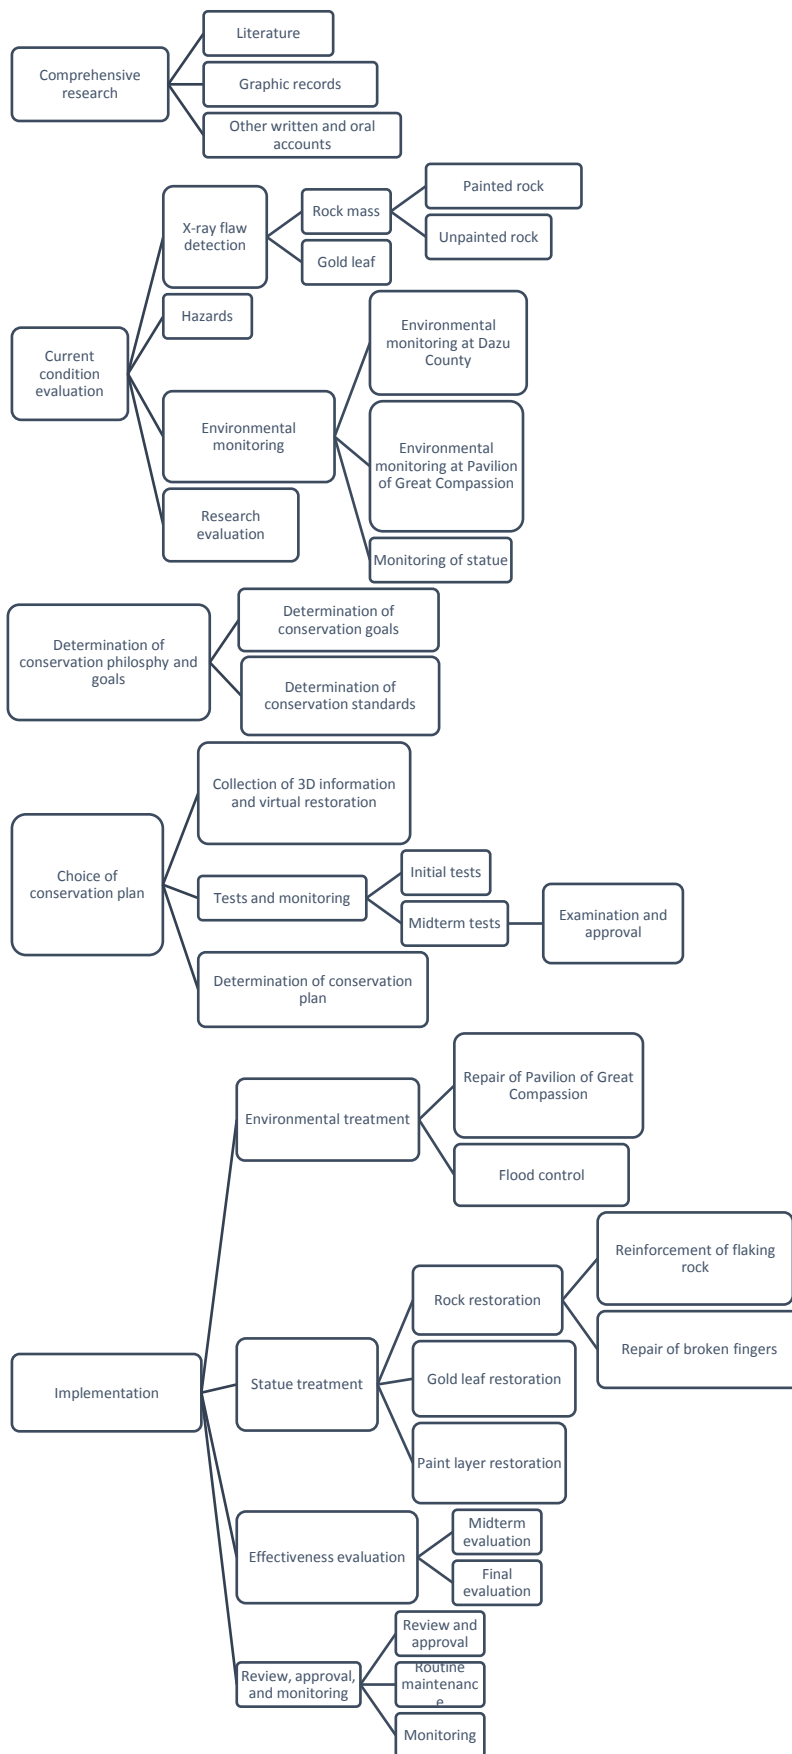 Comprehensive
research
Literature
Graphic records
Other written and oral
accounts
Current
condition
evaluation
X-ray flaw
detection
Rock mass
Painted rock
Unpainted rock
Gold leaf
Hazards
Environmental
monitoring
Environmental
monitoring at Dazu
County
Environmental
monitoring at Pavilion
of Great Compassion
Monitoring of statue
Research
evaluation
Determination of
conservation philosphy and
goals
Determination of
conservation goals
Determination of
conservation standards
Choice of
conservation plan
Collection of 3D information
and virtual restoration
Tests and monitoring
Initial tests
Midterm tests
Examination and
approval
Determination of conservation
plan
Implementation
Environmental treatment
Repair of Pavilion of Great
Compassion
Flood control
Statue treatment
Rock restoration
Reinforcement of flaking
rock
Repair of broken fingers
Gold leaf restoration
Paint layer restoration
Effectiveness evaluation
Midterm
evaluation
Final
evaluation
Review, approval,
and monitoring
Review and
approval
Routine
maintenanc
e
Monitoring